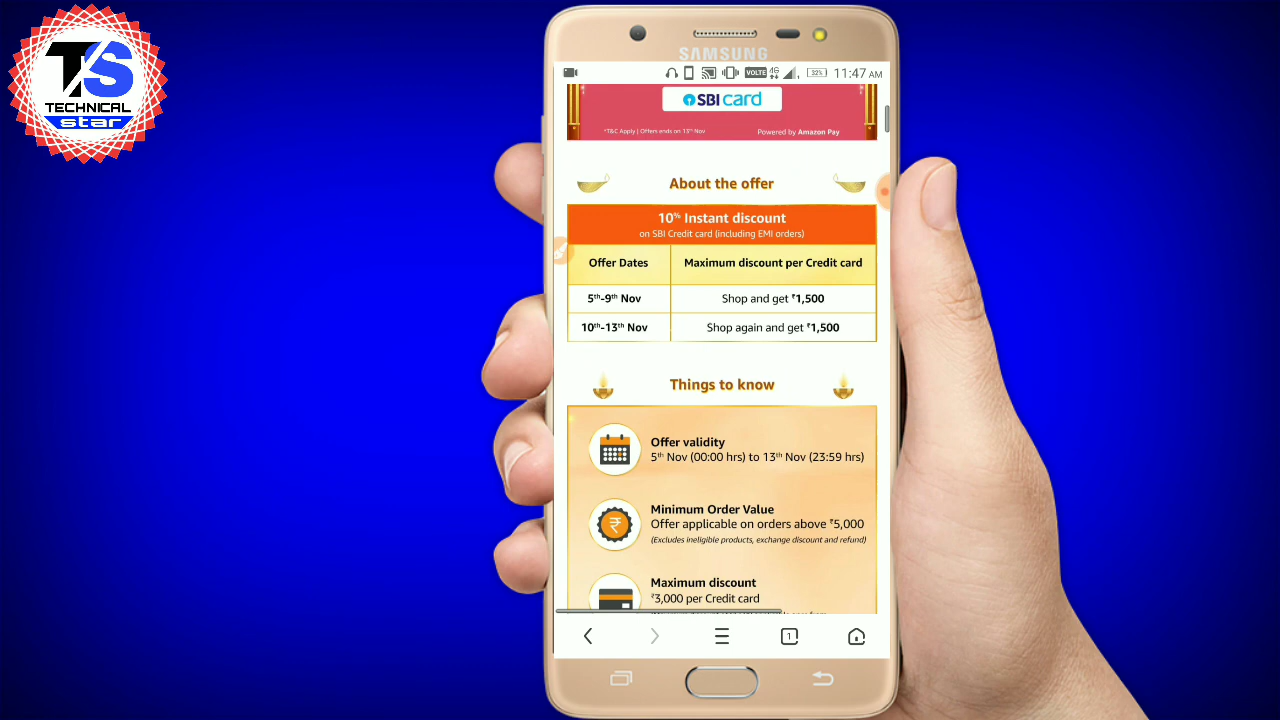 TS
TECHNICAL
star
SAMSUNG
VOLTE 4G 32% 11:47 AM
SBI card
*T&C Apply | Offers ends on 13th Nov
Powered by Amazon Pay
About the offer
10% Instant discount
on SBI Credit card (including EMI orders)
Offer Dates
Maximum discount per Credit card
5th-9th Nov
Shop and get ₹1,500
10th-13th Nov
Shop again and get ₹1,500
Things to know
Offer validity
5th Nov (00:00 hrs) to 13th Nov (23:59 hrs)
₹
Minimum Order Value
Offer applicable on orders above ₹5,000
(Excludes ineligible products, exchange discount and refund)
Maximum discount
₹3,000 per Credit card
1